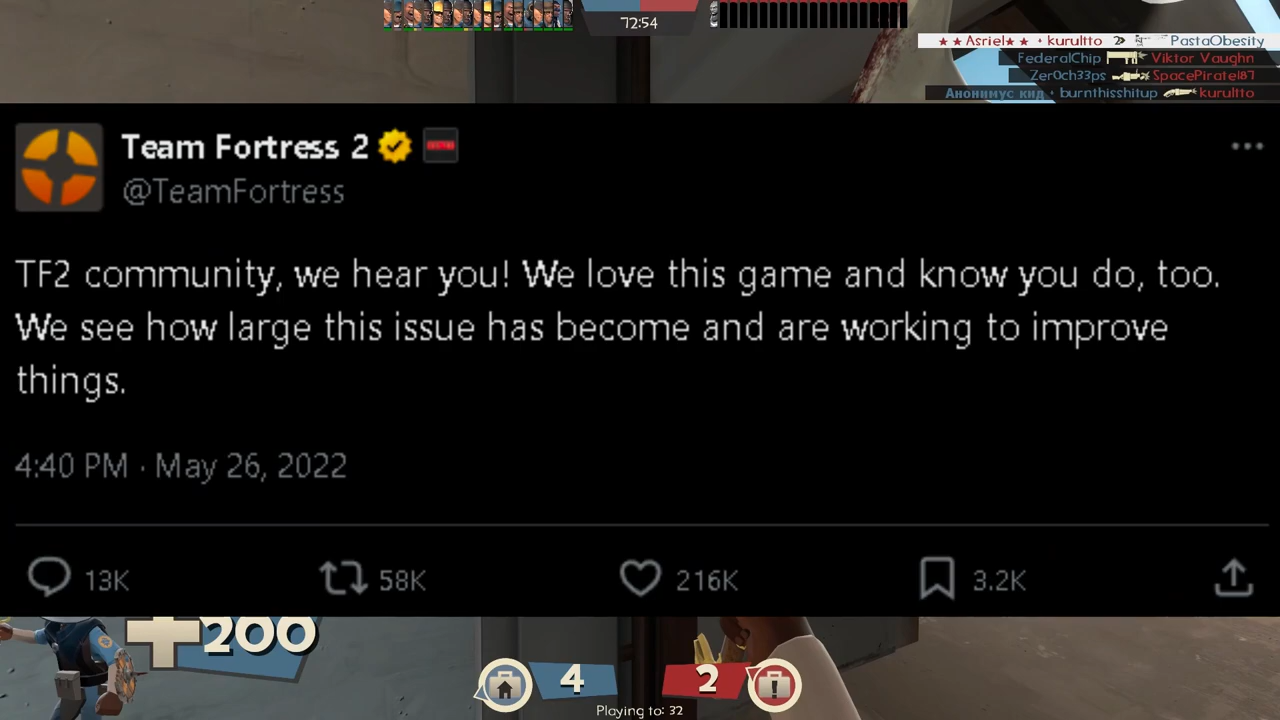 72:54
★★Asriel★★ + kurultto PastaObesity
FederalChip Viktor Vaughn
Zer0ch33ps SpacePirate187
Анонимус кид + burnthisshitup kurultto
Team Fortress 2
@TeamFortress
TF2 community, we hear you! We love this game and know you do, too.
We see how large this issue has become and are working to improve
things.
4:40 PM · May 26, 2022
13K 58K 216K 3.2K
200
4 2
Playing to: 32